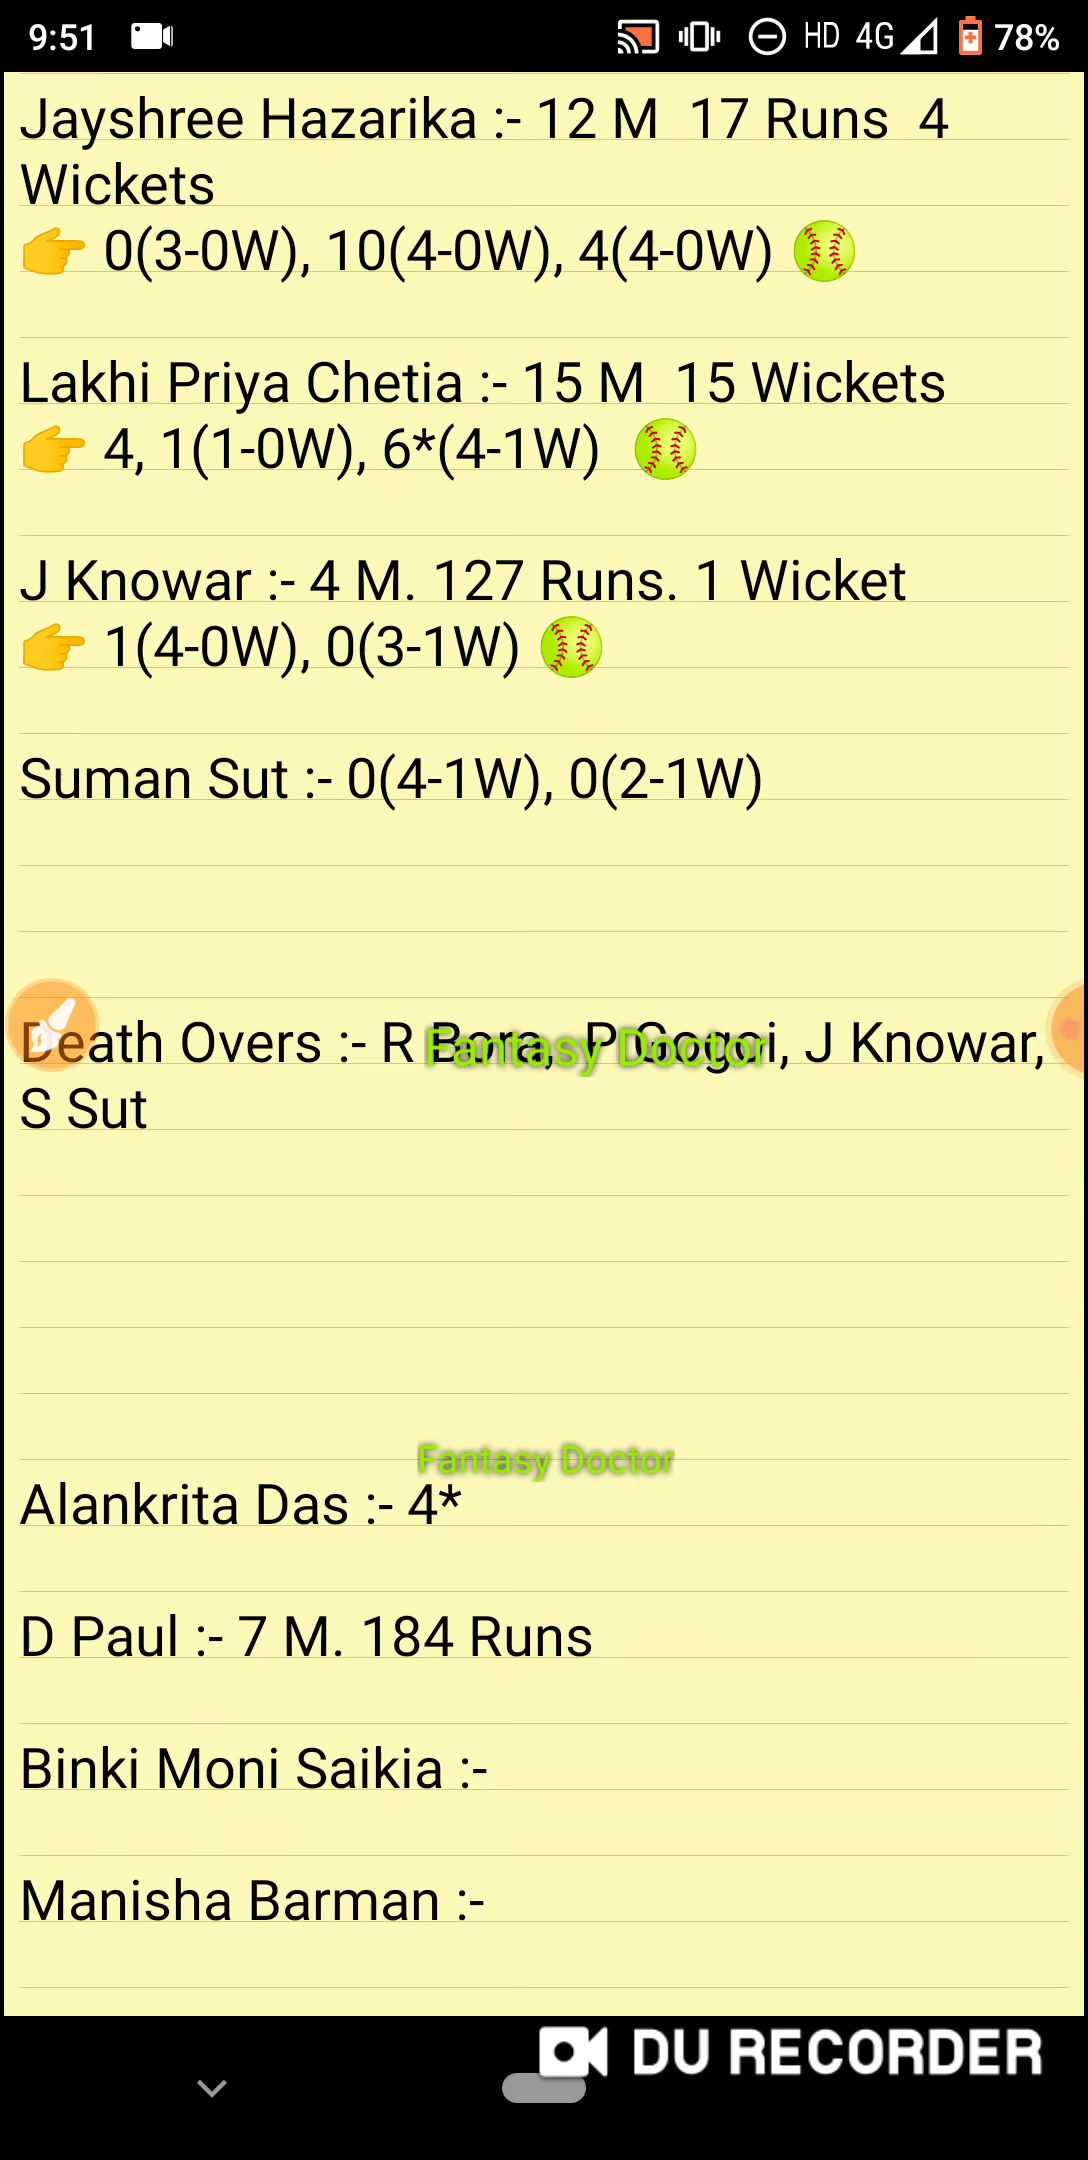 9:51 HD 4G 78%
Jayshree Hazarika :- 12 M  17 Runs  4
Wickets
👉 0(3-0W), 10(4-0W), 4(4-0W) 🥎
Lakhi Priya Chetia :- 15 M  15 Wickets
👉 4, 1(1-0W), 6*(4-1W)  🥎
J Knowar :- 4 M. 127 Runs. 1 Wicket
👉 1(4-0W), 0(3-1W) 🥎
Suman Sut :- 0(4-1W), 0(2-1W)
Death Overs :- R Bora,  P Gogoi, J Knowar,
Fantasy Doctor
S Sut
Fantasy Doctor
Alankrita Das :- 4*
D Paul :- 7 M. 184 Runs
Binki Moni Saikia :-
Manisha Barman :-
DU RECORDER